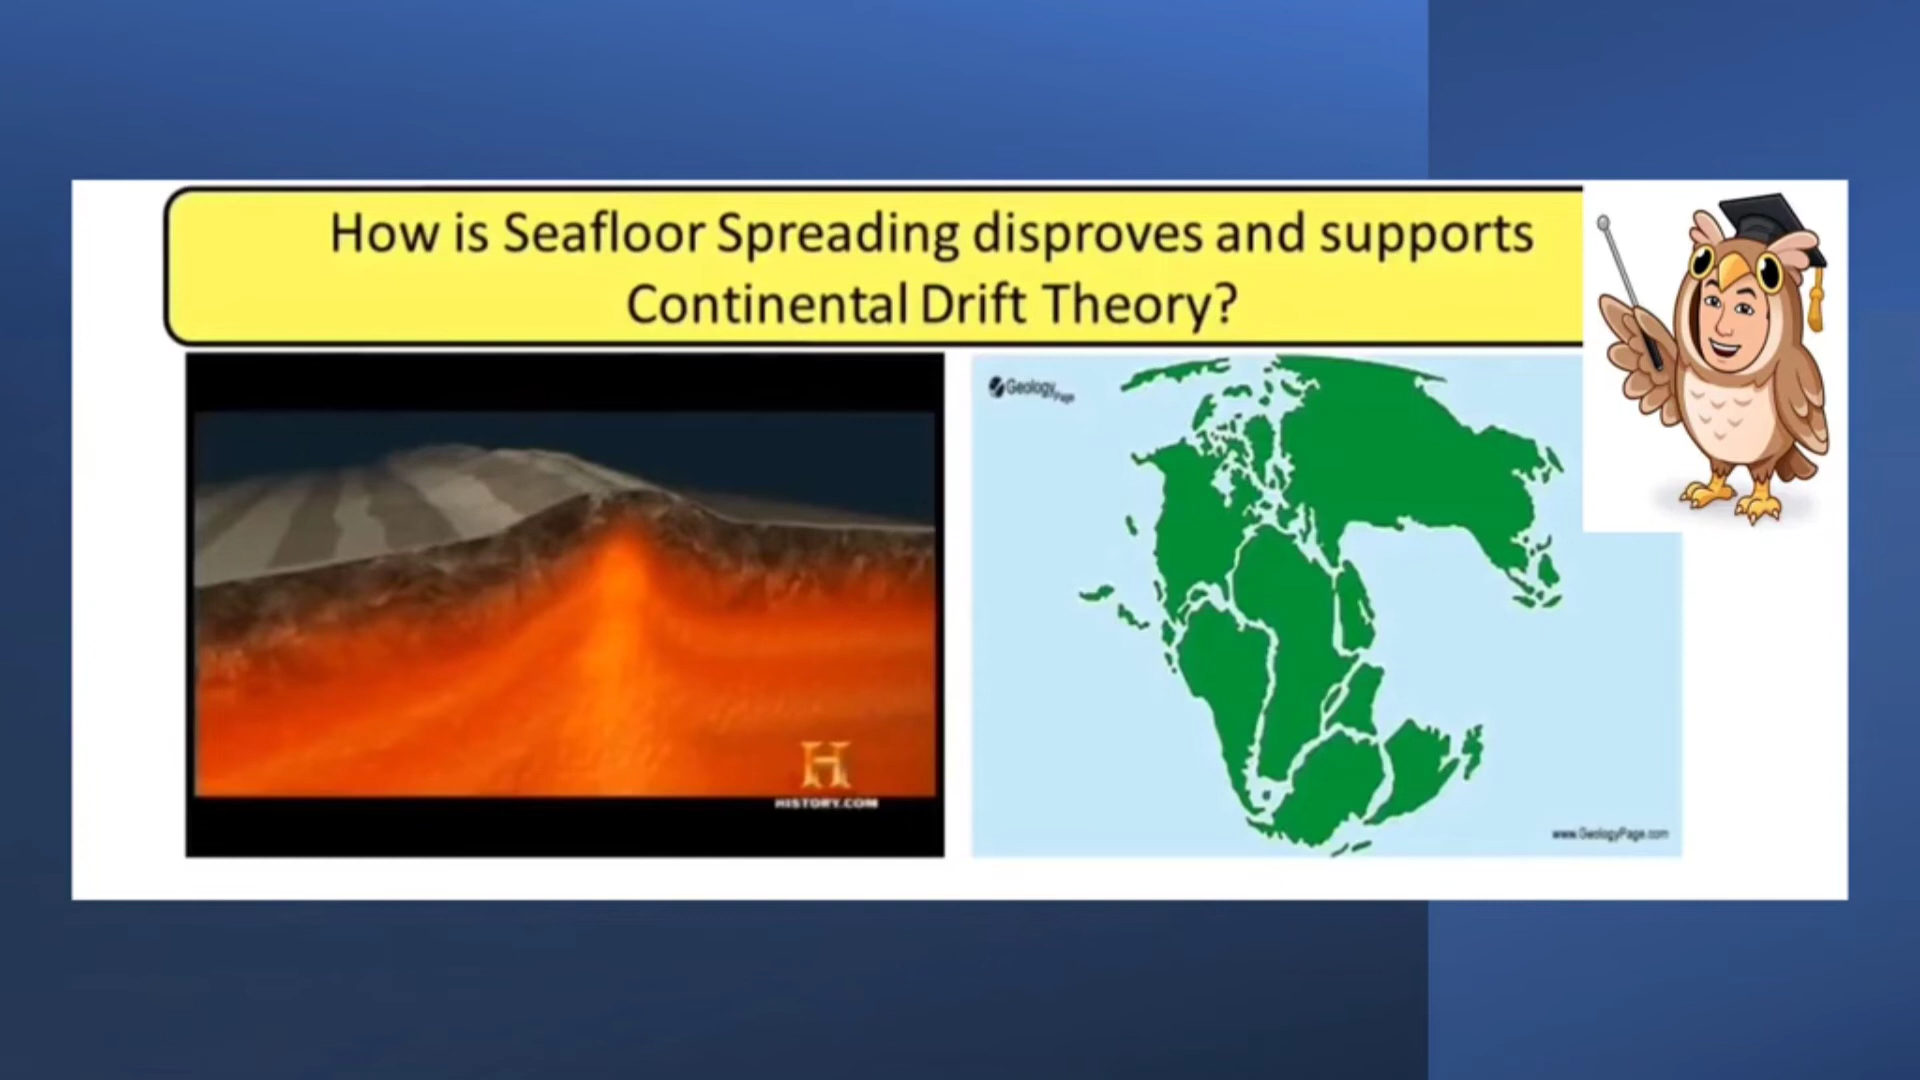 How is Seafloor Spreading disproves and supports
Continental Drift Theory?
Geology Page
H
HISTORY.COM
www.GeologyPage.com